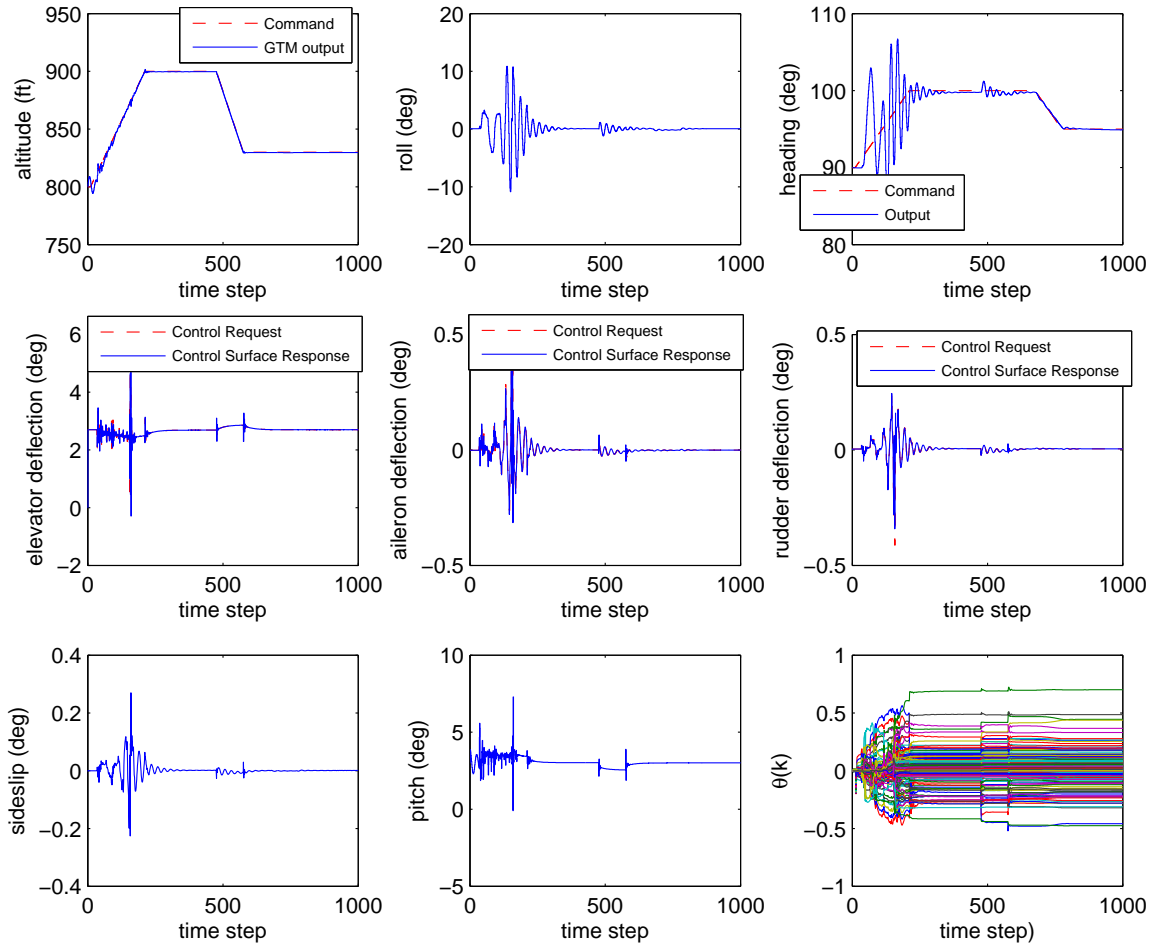 950
900
850
800
750
altitude (ft)
0
500
1000
time step
Command
GTM output
20
10
0
−10
−20
roll (deg)
0
500
1000
time step
110
100
90
80
heading (deg)
0
500
1000
time step
Command
Output
6
4
2
0
−2
elevator deflection (deg)
0
500
1000
time step
Control Request
Control Surface Response
0.5
0
−0.5
aileron deflection (deg)
0
500
1000
time step
Control Request
Control Surface Response
0.5
0
−0.5
rudder deflection (deg)
0
500
1000
time step
Control Request
Control Surface Response
0.4
0.2
0
−0.2
−0.4
sideslip (deg)
0
500
1000
time step
10
5
0
−5
pitch (deg)
0
500
1000
time step
1
0.5
0
−0.5
−1
θ(k)
0
500
1000
time step)